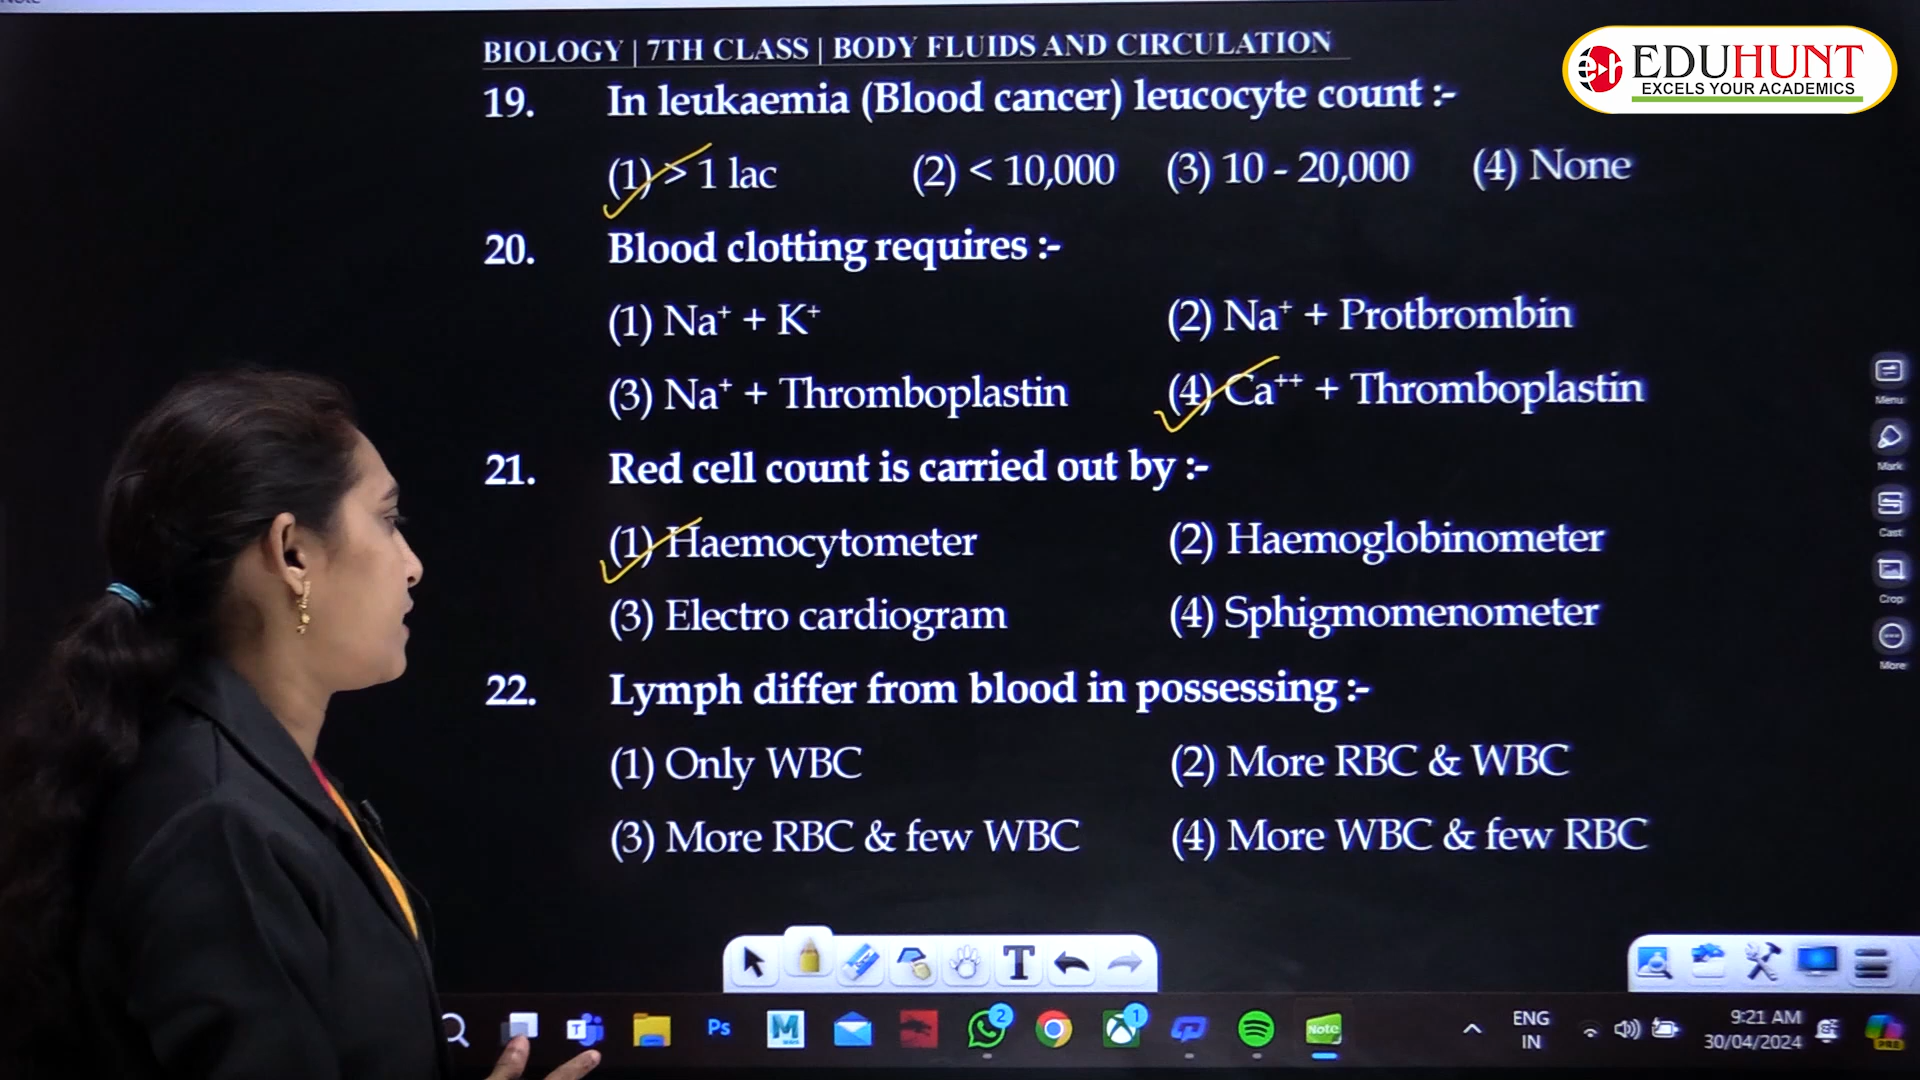 BIOLOGY | 7TH CLASS | BODY FLUIDS AND CIRCULATION
EDUHUNT
EXCELS YOUR ACADEMICS
19. In leukaemia (Blood cancer) leucocyte count :-
(1) > 1 lac (2) < 10,000 (3) 10 - 20,000 (4) None
20. Blood clotting requires :-
(1) Na⁺ + K⁺ (2) Na⁺ + Protbrombin
(3) Na⁺ + Thromboplastin (4) Ca⁺⁺ + Thromboplastin
21. Red cell count is carried out by :-
(1) Haemocytometer (2) Haemoglobinometer
(3) Electro cardiogram (4) Sphigmomenometer
22. Lymph differ from blood in possessing :-
(1) Only WBC (2) More RBC & WBC
(3) More RBC & few WBC (4) More WBC & few RBC
Menu
Mark
Cast
Crop
More
T
T
Ps
M
2
1
Note
ENG
IN
9:21 AM
30/04/2024
PRE